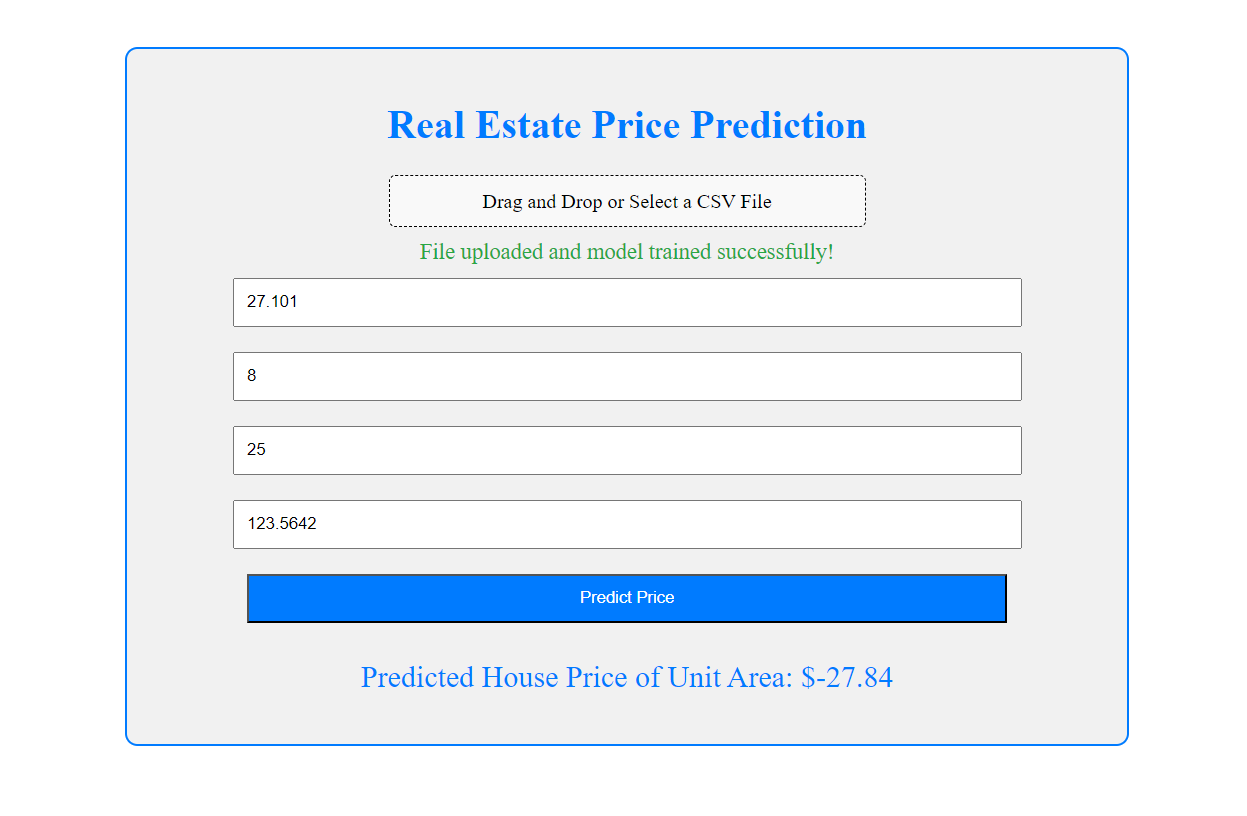 Real Estate Price Prediction
Drag and Drop or Select a CSV File
File uploaded and model trained successfully!
27.101
8
25
123.5642
Predict Price
Predicted House Price of Unit Area: $-27.84